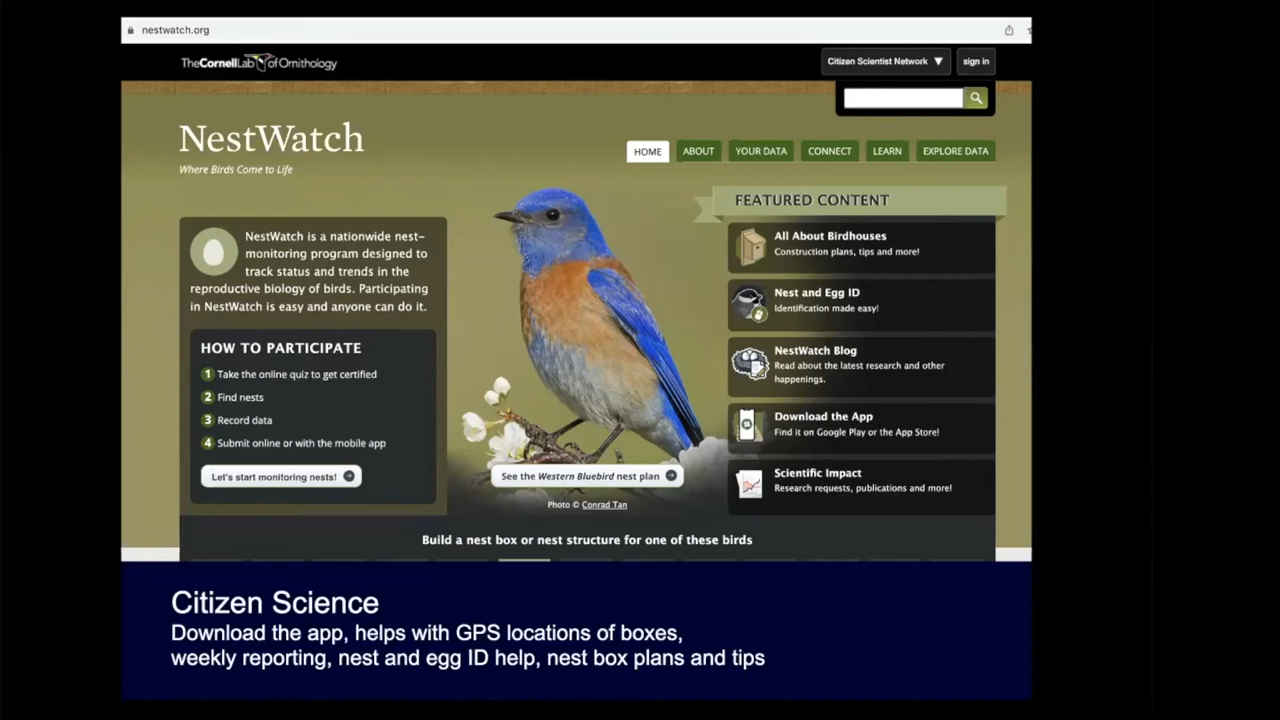 nestwatch.org
TheCornellLab of Ornithology
Citizen Scientist Network ▼
sign in
NestWatch
Where Birds Come to Life
HOME
ABOUT
YOUR DATA
CONNECT
LEARN
EXPLORE DATA
NestWatch is a nationwide nest-
monitoring program designed to
track status and trends in the
reproductive biology of birds. Participating
in NestWatch is easy and anyone can do it.
HOW TO PARTICIPATE
1 Take the online quiz to get certified
2 Find nests
3 Record data
4 Submit online or with the mobile app
Let's start monitoring nests!
See the Western Bluebird nest plan
Photo © Conrad Tan
FEATURED CONTENT
All About Birdhouses
Construction plans, tips and more!
Nest and Egg ID
Identification made easy!
NestWatch Blog
Read about the latest research and other
happenings.
Download the App
Find it on Google Play or the App Store!
Scientific Impact
Research requests, publications and more!
Build a nest box or nest structure for one of these birds
Citizen Science
Download the app, helps with GPS locations of boxes,
weekly reporting, nest and egg ID help, nest box plans and tips